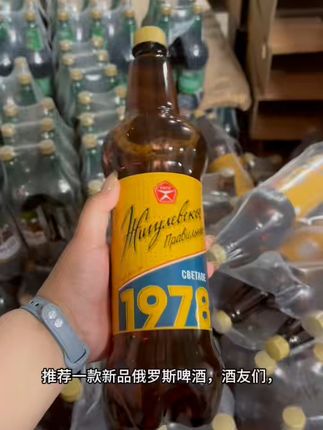 Жигулевское
Правильное
СВЕТЛОЕ
1978
推荐一款新品俄罗斯啤酒，酒友们，